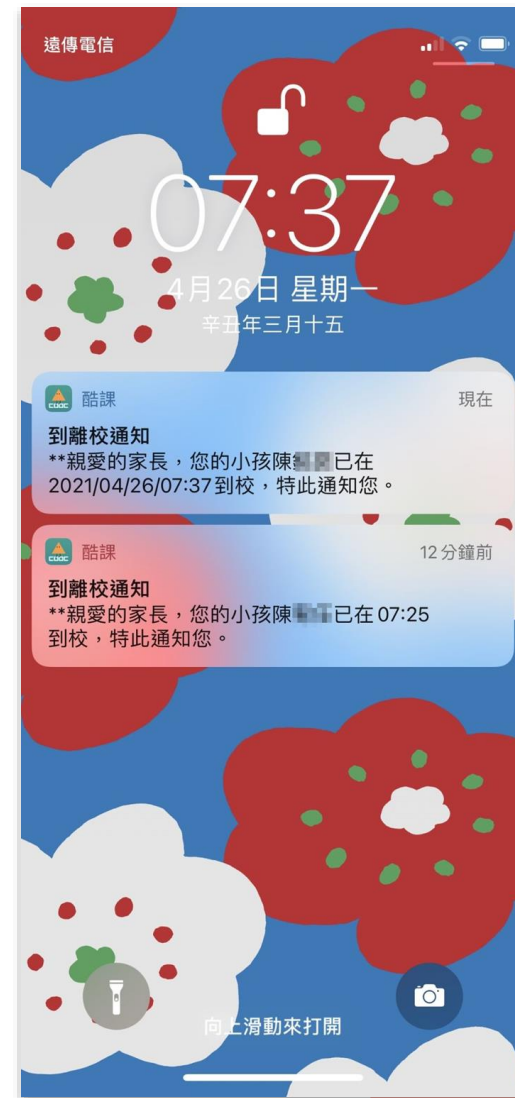 遠傳電信
07:37
4月26日 星期一
辛丑年三月十五
酷課
現在
到離校通知
**親愛的家長，您的小孩陳 已在
2021/04/26/07:37到校，特此通知您。
酷課
12分鐘前
到離校通知
**親愛的家長，您的小孩陳 已在07:25
到校，特此通知您。
向上滑動來打開